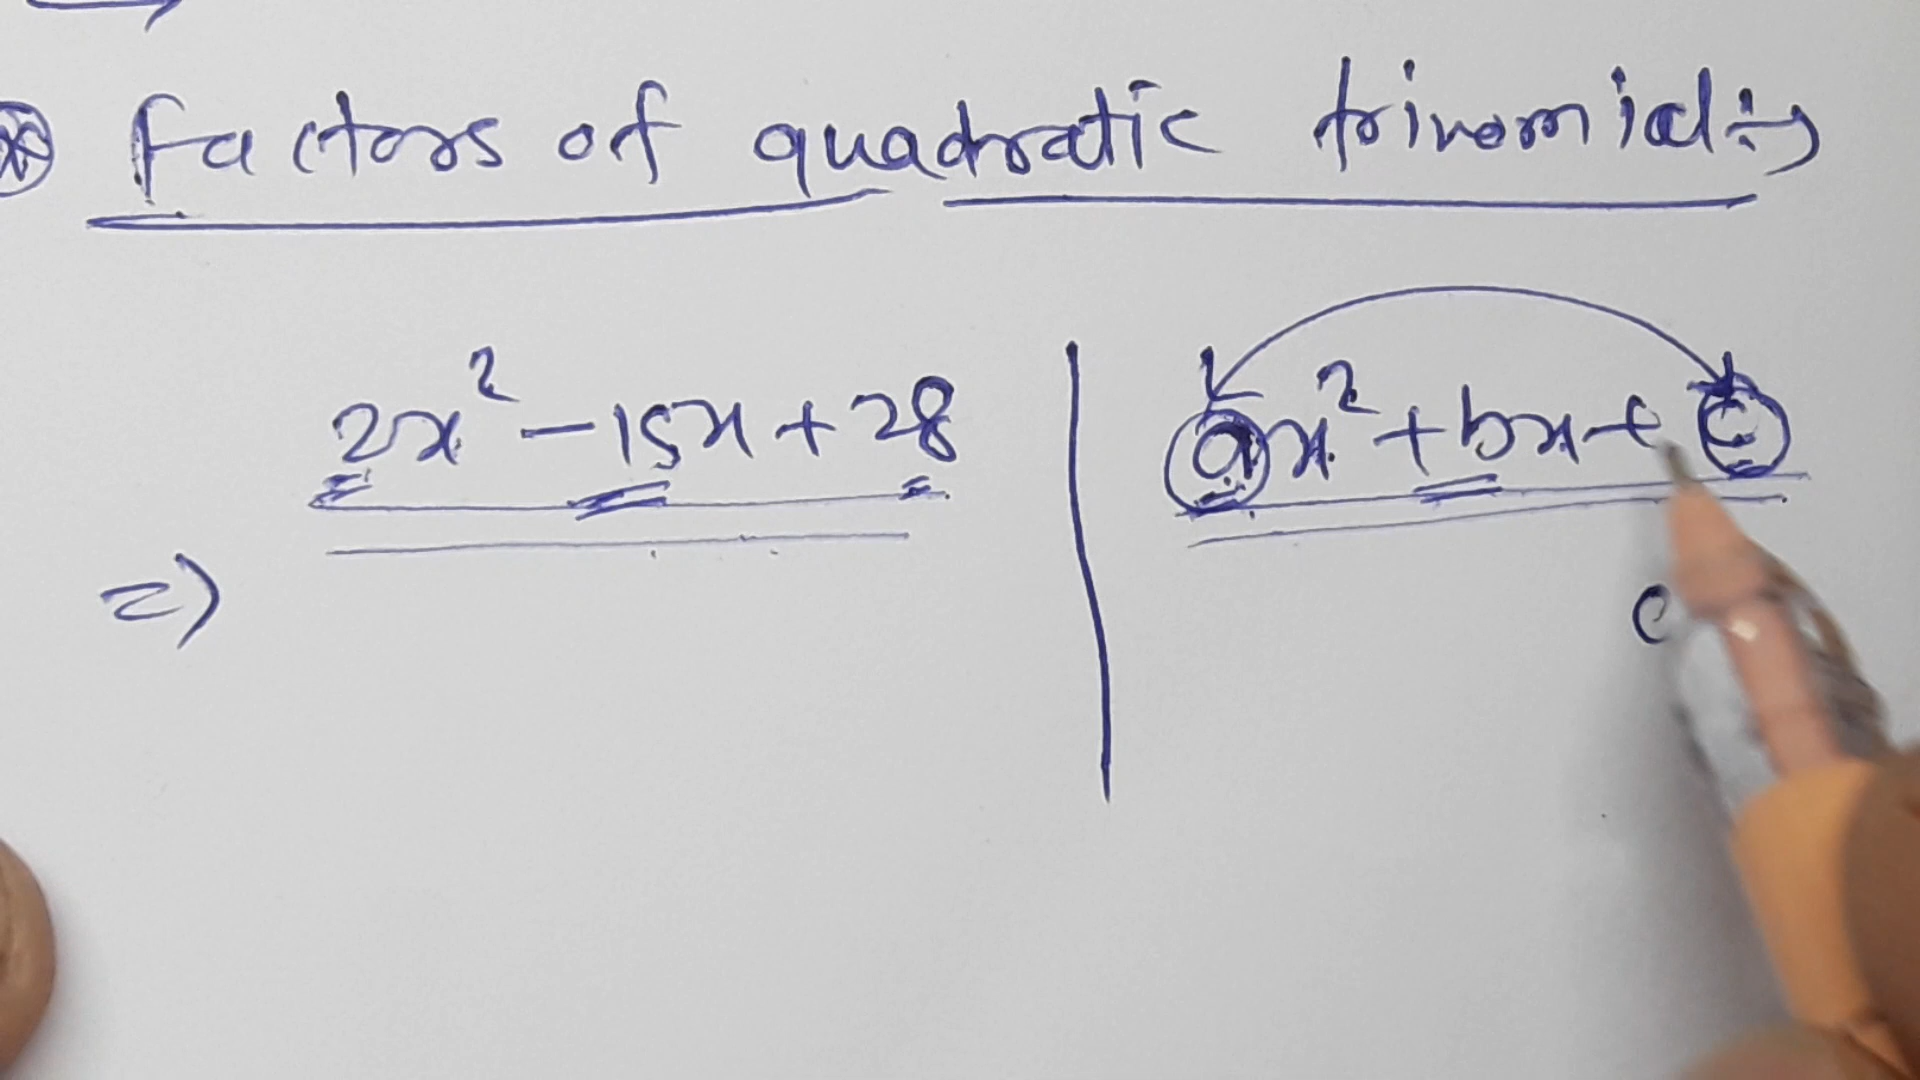 Factors of quadratic trinomial :-
2x² - 15x + 28
ax² + bx + c
=>